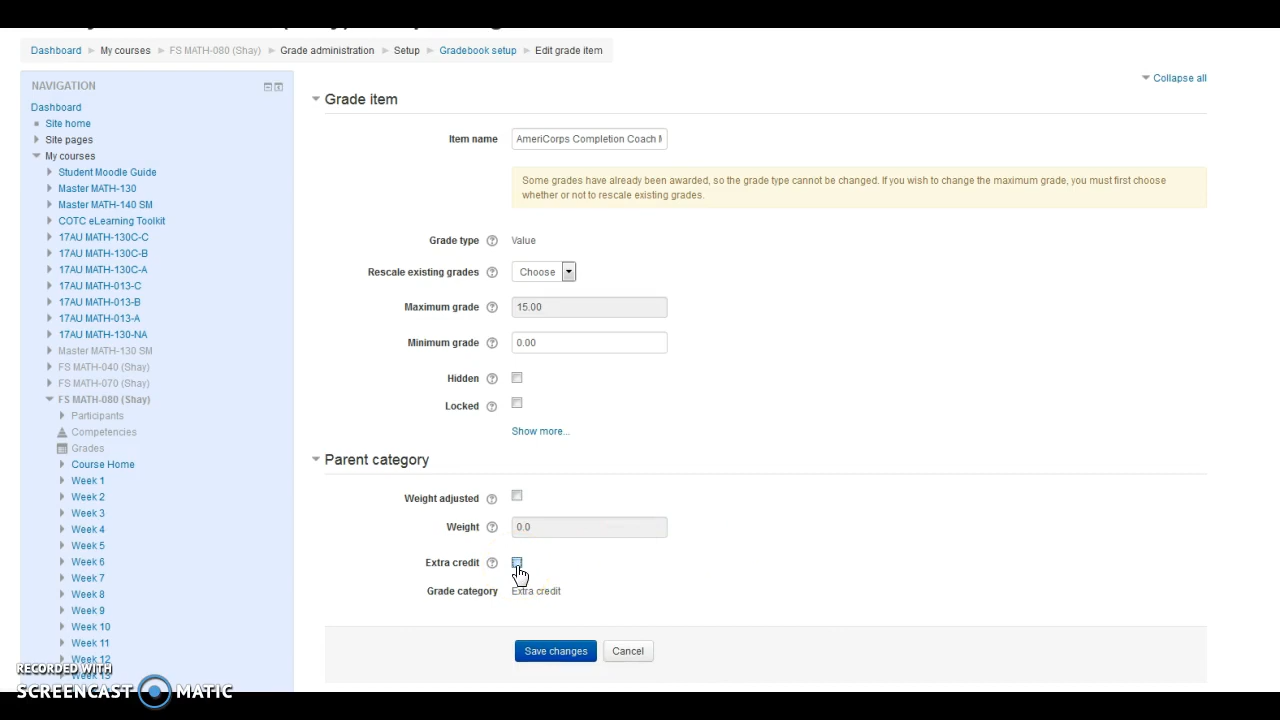 Dashboard My courses FS MATH-080 (Shay) Grade administration Setup Gradebook setup Edit grade item
NAVIGATION
Dashboard
Site home
Site pages
My courses
Student Moodle Guide
Master MATH-130
Master MATH-140 SM
COTC eLearning Toolkit
17AU MATH-130C-C
17AU MATH-130C-B
17AU MATH-130C-A
17AU MATH-013-C
17AU MATH-013-B
17AU MATH-013-A
17AU MATH-130-NA
Master MATH-130 SM
FS MATH-040 (Shay)
FS MATH-070 (Shay)
FS MATH-080 (Shay)
Participants
Competencies
Grades
Course Home
Week 1
Week 2
Week 3
Week 4
Week 5
Week 6
Week 7
Week 8
Week 9
Week 10
Week 11
Week 12
Week 13
Collapse all
Grade item
Item name AmeriCorps Completion Coach
Some grades have already been awarded, so the grade type cannot be changed. If you wish to change the maximum grade, you must first choose
whether or not to rescale existing grades.
Grade type Value
Rescale existing grades Choose
Maximum grade 15.00
Minimum grade 0.00
Hidden
Locked
Show more...
Parent category
Weight adjusted
Weight 0.0
Extra credit
Grade category Extra credit
Save changes Cancel
RECORDED WITH
SCREENCAST MATIC